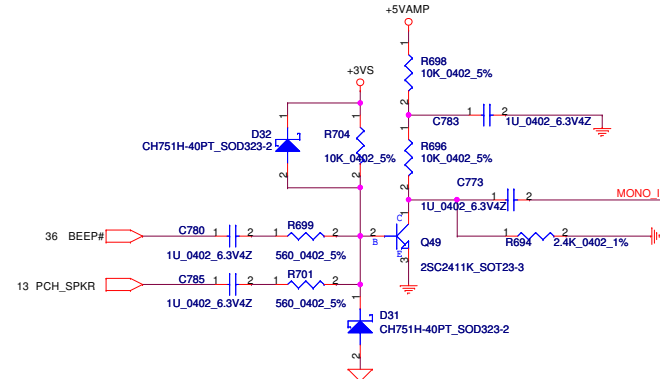 +5VAMP
1
R698
10K_0402_5%
+3VS
2
1
D32
CH751H-40PT_SOD323-2
2
1
R704
10K_0402_5%
2
C783
1
2
1U_0402_6.3V4Z
1
R696
10K_0402_5%
2
C773
1
2
1U_0402_6.3V4Z
MONO_I
1
R694
2
2.4K_0402_1%
36 BEEP#
C780
1
2
1U_0402_6.3V4Z
R699
1
2
560_0402_5%
2
B
C
1
E
3
Q49
2SC2411K_SOT23-3
13 PCH_SPKR
C785
1
2
1U_0402_6.3V4Z
R701
1
2
560_0402_5%
1
D31
CH751H-40PT_SOD323-2
2